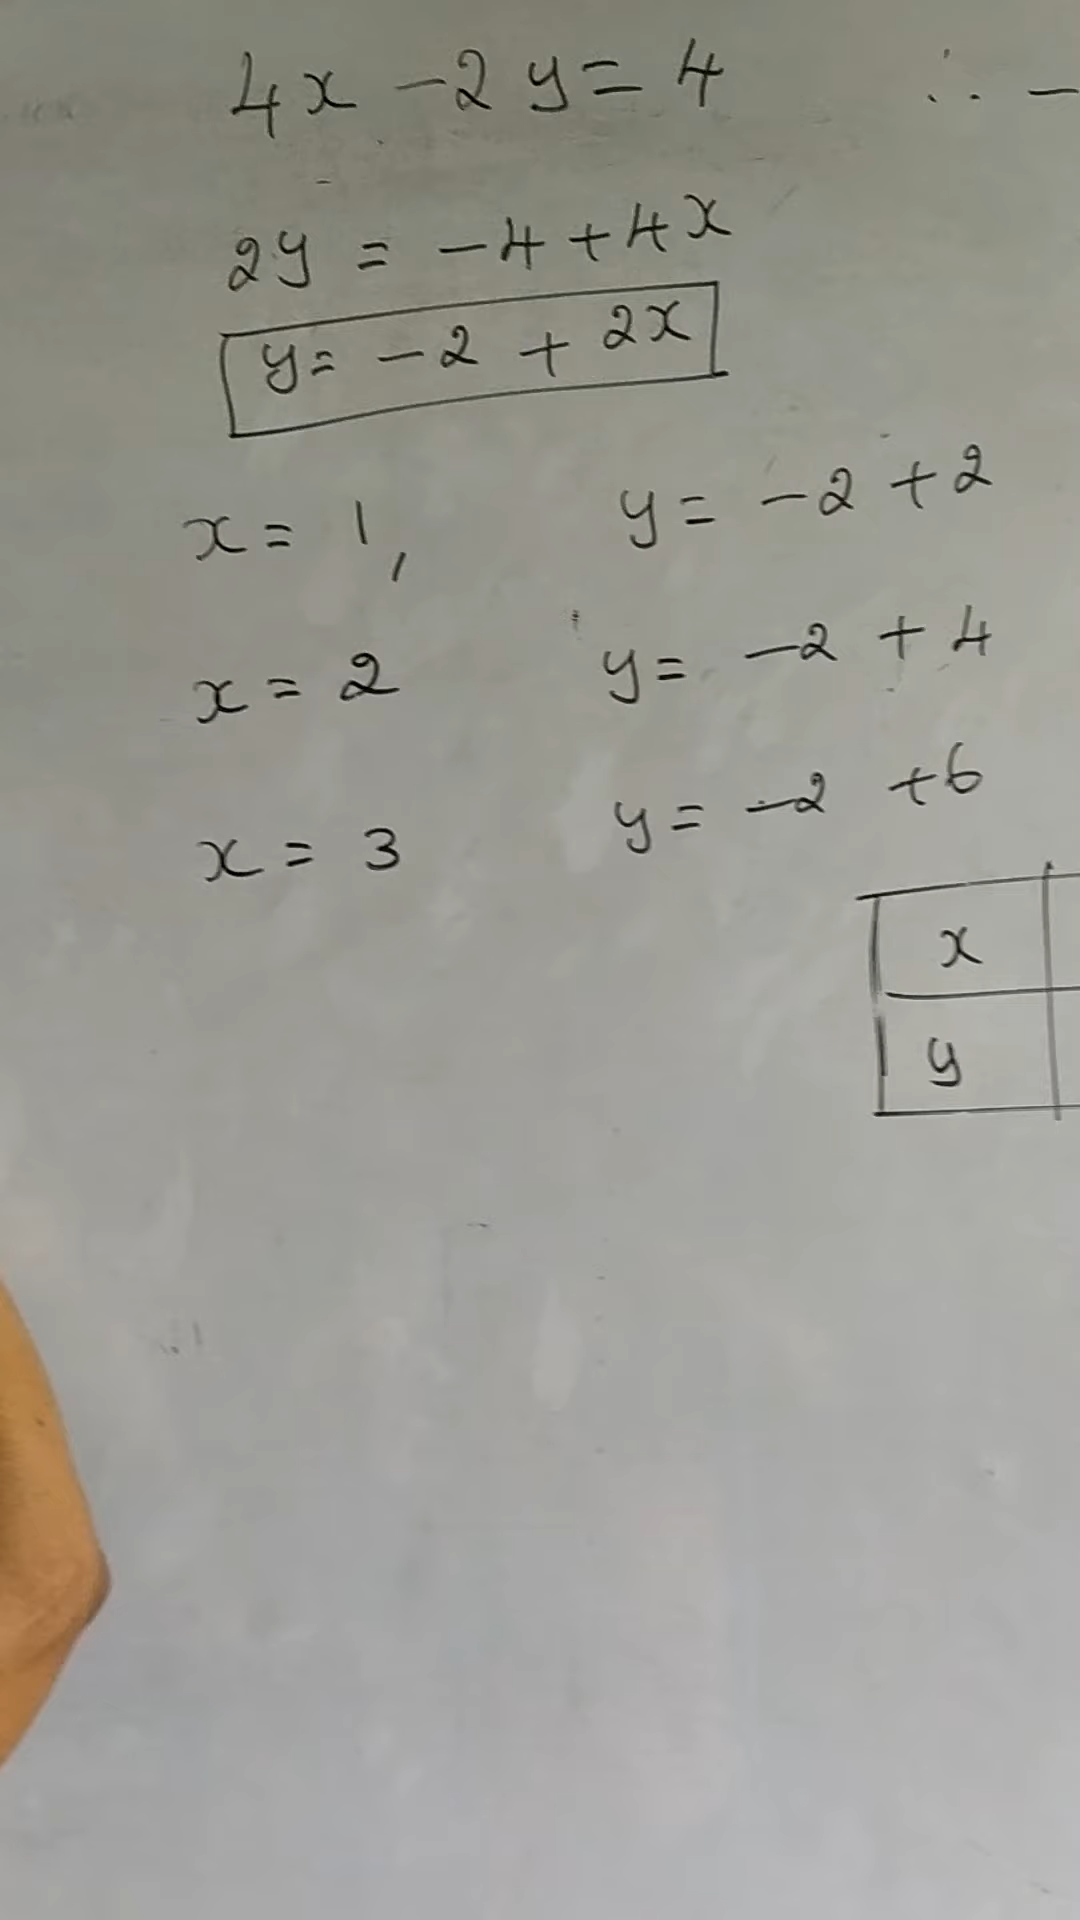 4x - 2y = 4 ∴ -
2y = -4 + 4x
y = -2 + 2x
x = 1, y = -2 + 2
x = 2 y = -2 + 4
x = 3 y = -2 + 6
x
y